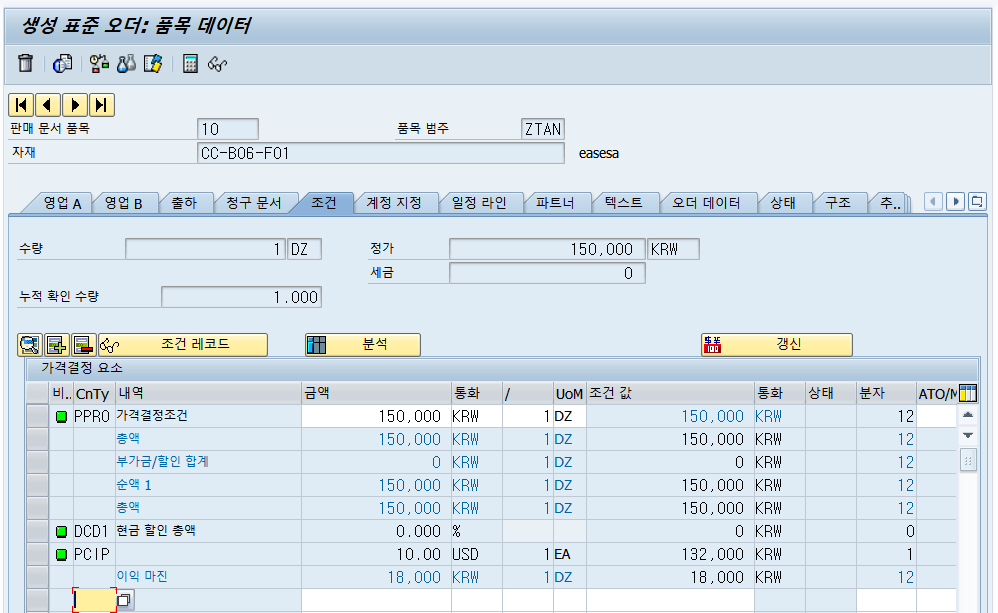 생성 표준 오더: 품목 데이터
판매 문서 품목 10 품목 범주 ZTAN
자재 CC-B06-F01 easesa
영업 A 영업 B 출하 청구 문서 조건 계정 지정 일정 라인 파트너 텍스트 오더 데이터 상태 구조 추..
수량 1 DZ 정가 150,000 KRW
세금 0
누적 확인 수량 1.000
조건 레코드 분석 갱신
가격결정 요소
비.. CnTy 내역 금액 통화 / UoM 조건 값 통화 상태 분자 ATO/M
PPR0 가격결정조건 150,000 KRW 1 DZ 150,000 KRW 12
총액 150,000 KRW 1 DZ 150,000 KRW 12
부가금/할인 합계 0 KRW 1 DZ 0 KRW 12
순액 1 150,000 KRW 1 DZ 150,000 KRW 12
총액 150,000 KRW 1 DZ 150,000 KRW 12
DCD1 현금 할인 총액 0.000 % 0 KRW 0
PCIP 10.00 USD 1 EA 132,000 KRW 1
이익 마진 18,000 KRW 1 DZ 18,000 KRW 12